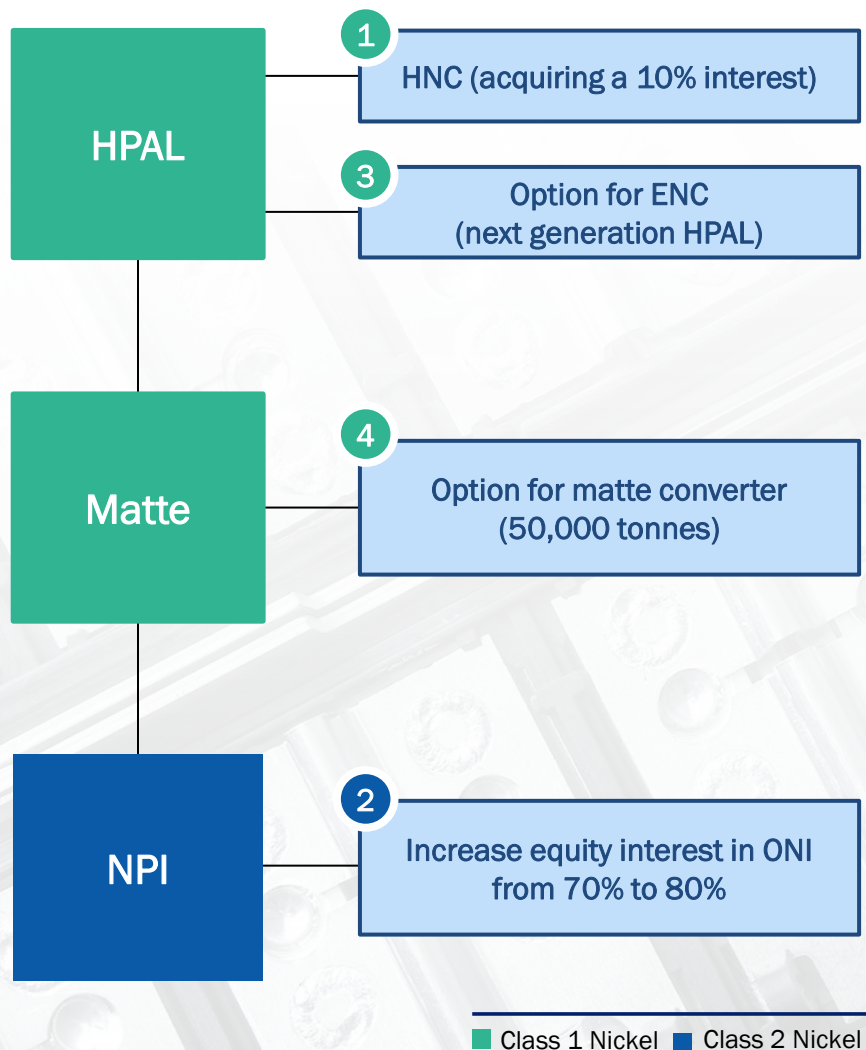 1
HNC (acquiring a 10% interest)
HPAL
3
Option for ENC
(next generation HPAL)
4
Option for matte converter
(50,000 tonnes)
Matte
2
Increase equity interest in ONI
from 70% to 80%
NPI
Class 1 Nickel Class 2 Nickel